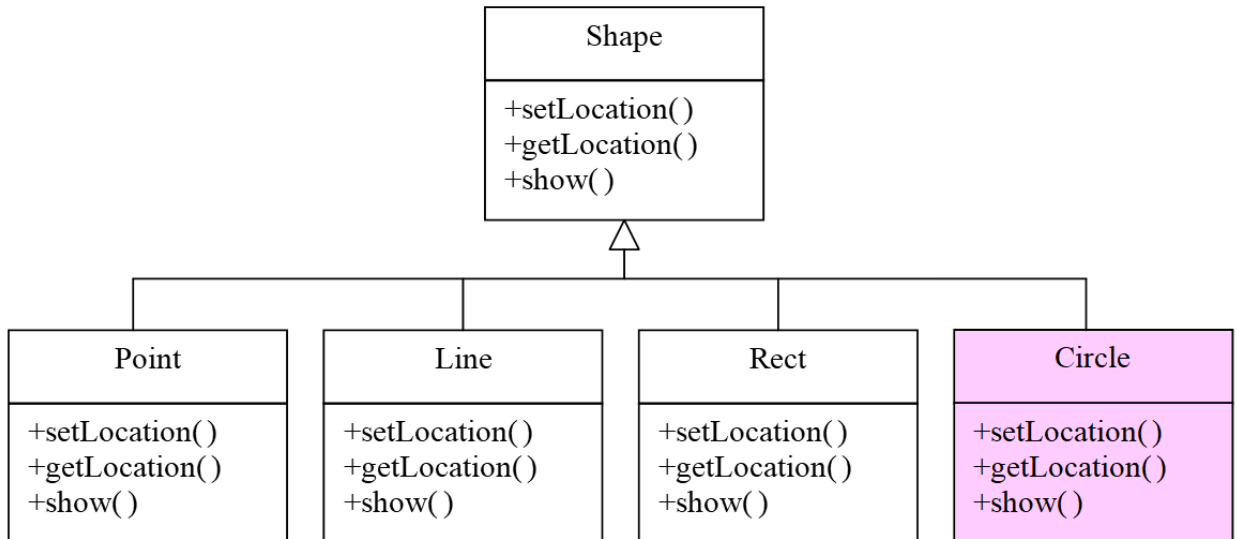 Shape
+setLocation()
+getLocation()
+show()
Point
+setLocation()
+getLocation()
+show()
Line
+setLocation()
+getLocation()
+show()
Rect
+setLocation()
+getLocation()
+show()
Circle
+setLocation()
+getLocation()
+show()